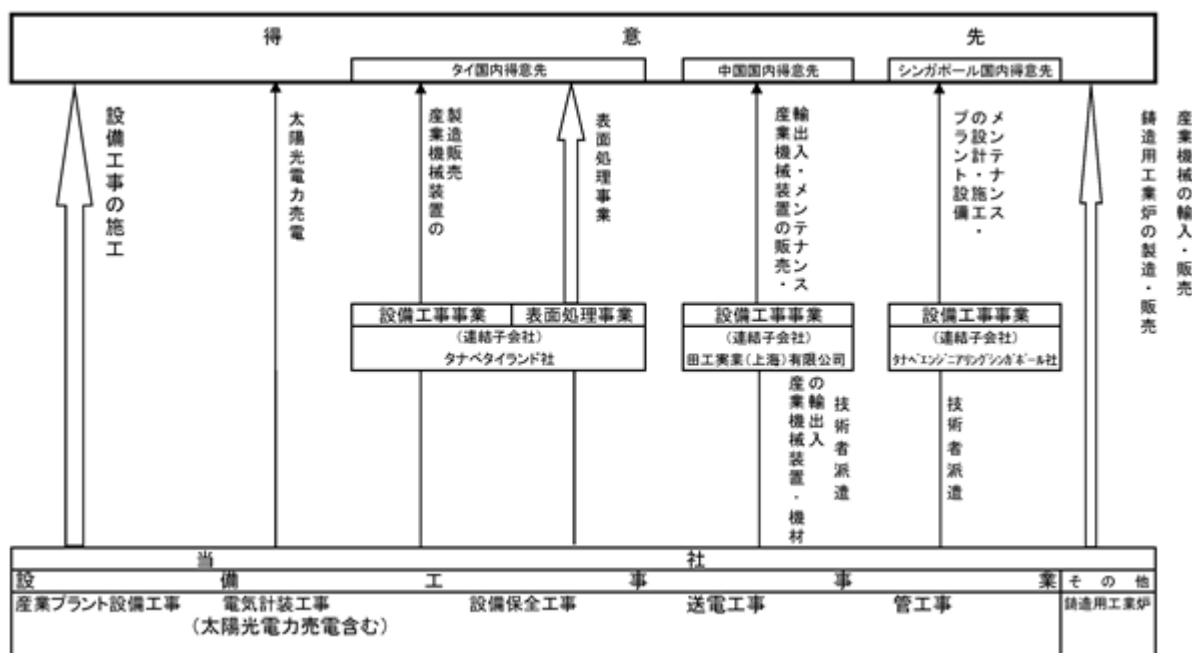 得意先
タイ国内得意先
中国国内得意先
シンガポール国内得意先
設備工事の施工
太陽光電力売電
産業機械装置の
製造販売
表面処理事業
産業機械装置の販売・
輸出入・メンテナンス
プラント設備
の設計・施工・
メンテナンス
鋳造用工業炉の製造・販売
産業機械の輸入・販売
設備工事事業
表面処理事業
(連結子会社)
タナベタイランド社
設備工事事業
(連結子会社)
田工実業(上海)有限公司
設備工事事業
(連結子会社)
タナベエンジニアリングシンガポール社
産業機械装置・機材
の輸出入
技術者派遣
技術者派遣
当社
設備工事事業
その他
産業プラント設備工事
電気計装工事
(太陽光電力売電含む)
設備保全工事
送電工事
管工事
鋳造用工業炉